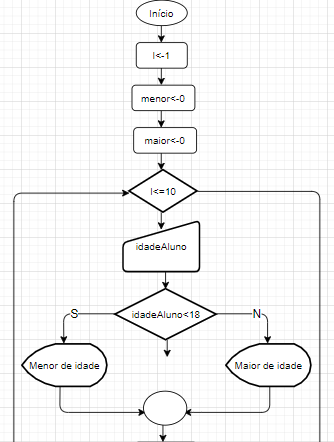 Início
I<-1
menor<-0
maior<-0
I<=10
idadeAluno
idadeAluno<18
S
N
Menor de idade
Maior de idade